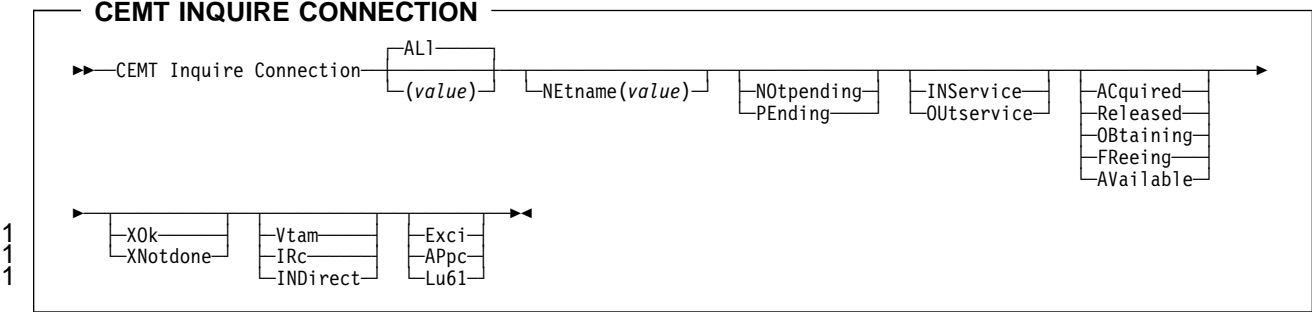 CEMT INQUIRE CONNECTION
ALl
CEMT Inquire Connection
(value)
NEtname(value)
NOtpending
PEnding
INService
OUtservice
ACquired
Released
OBtaining
FReeing
AVailable
1
1
1
XOk
XNotdone
Vtam
IRc
INDirect
Exci
APpc
Lu61